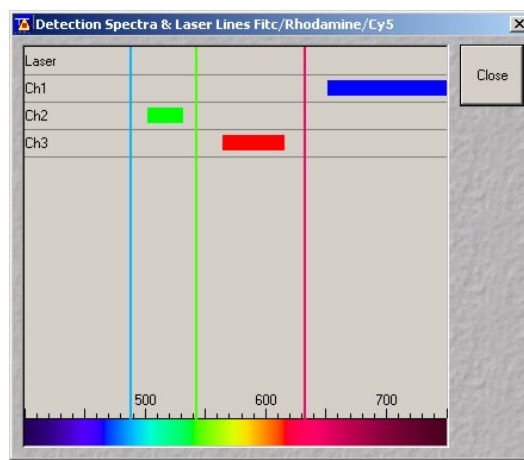 Detection Spectra & Laser Lines Fitc/Rhodamine/Cy5
Close
Laser
Ch1
Ch2
Ch3
500 600 700